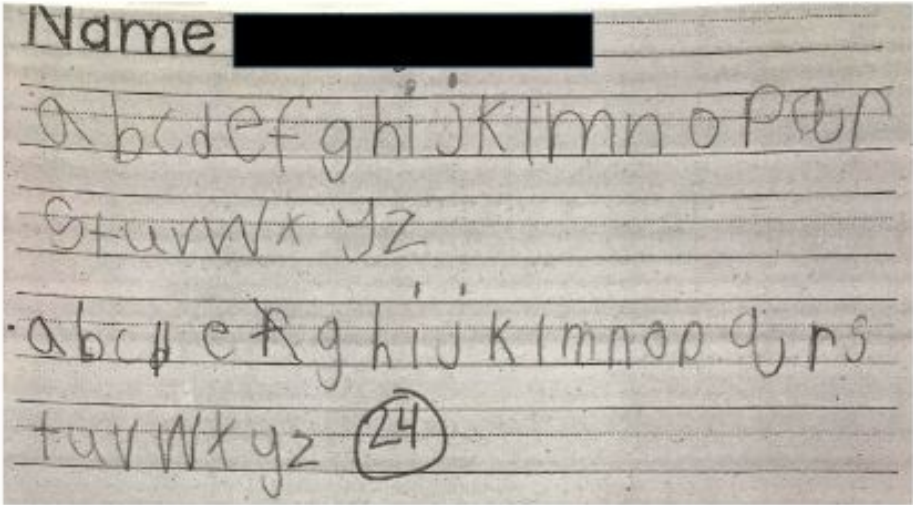 Name
abcdefghijklmnopqr
stuvwxyz
abcdefghijklmnopqrs
tuvwxyz 24